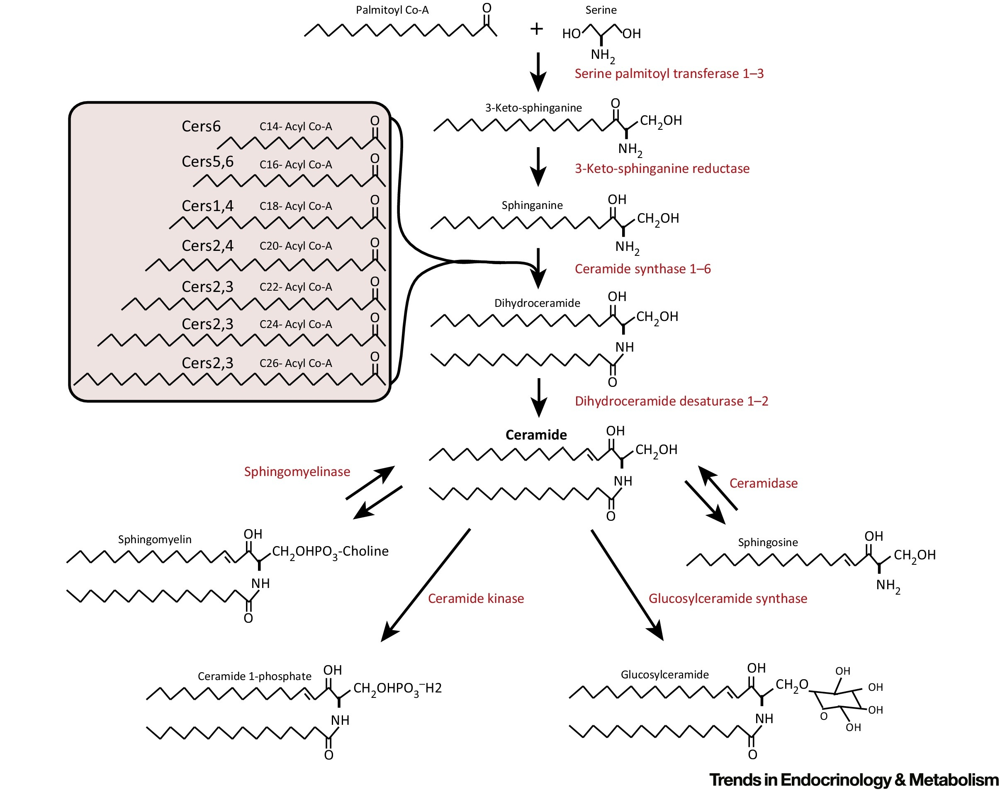 Palmitoyl Co-A
O
+
Serine
HO
OH
NH2
Serine palmitoyl transferase 1–3
3-Keto-sphinganine
O
CH2OH
NH2
3-Keto-sphinganine reductase
Sphinganine
OH
CH2OH
NH2
Ceramide synthase 1–6
Cers6
C14- Acyl Co-A
O
Cers5,6
C16- Acyl Co-A
O
Cers1,4
C18- Acyl Co-A
O
Cers2,4
C20- Acyl Co-A
O
Cers2,3
C22- Acyl Co-A
O
Cers2,3
C24- Acyl Co-A
O
Cers2,3
C26- Acyl Co-A
O
Dihydroceramide
OH
CH2OH
NH
O
Dihydroceramide desaturase 1–2
Ceramide
OH
CH2OH
NH
O
Sphingomyelinase
Ceramidase
Sphingomyelin
OH
CH2OHPO3-Choline
NH
O
Sphingosine
OH
CH2OH
NH2
Ceramide kinase
Glucosylceramide synthase
Ceramide 1-phosphate
OH
CH2OHPO3–H2
NH
O
Glucosylceramide
OH
CH2O
OH
OH
OH
O
OH
NH
O
Trends in Endocrinology & Metabolism